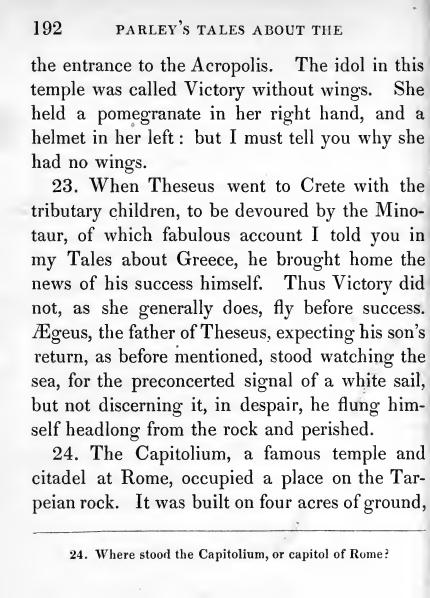 192 PARLEY'S TALES ABOUT THE
the entrance to the Acropolis. The idol in this
temple was called Victory without wings. She
held a pomegranate in her right hand, and a
helmet in her left : but I must tell you why she
had no wings.
23. When Theseus went to Crete with the
tributary children, to be devoured by the Mino-
taur, of which fabulous account I told you in
my Tales about Greece, he brought home the
news of his success himself. Thus Victory did
not, as she generally does, fly before success.
Ægeus, the father of Theseus, expecting his son's
return, as before mentioned, stood watching the
sea, for the preconcerted signal of a white sail,
but not discerning it, in despair, he flung him-
self headlong from the rock and perished.
24. The Capitolium, a famous temple and
citadel at Rome, occupied a place on the Tar-
peian rock. It was built on four acres of ground,
24. Where stood the Capitolium, or capitol of Rome?